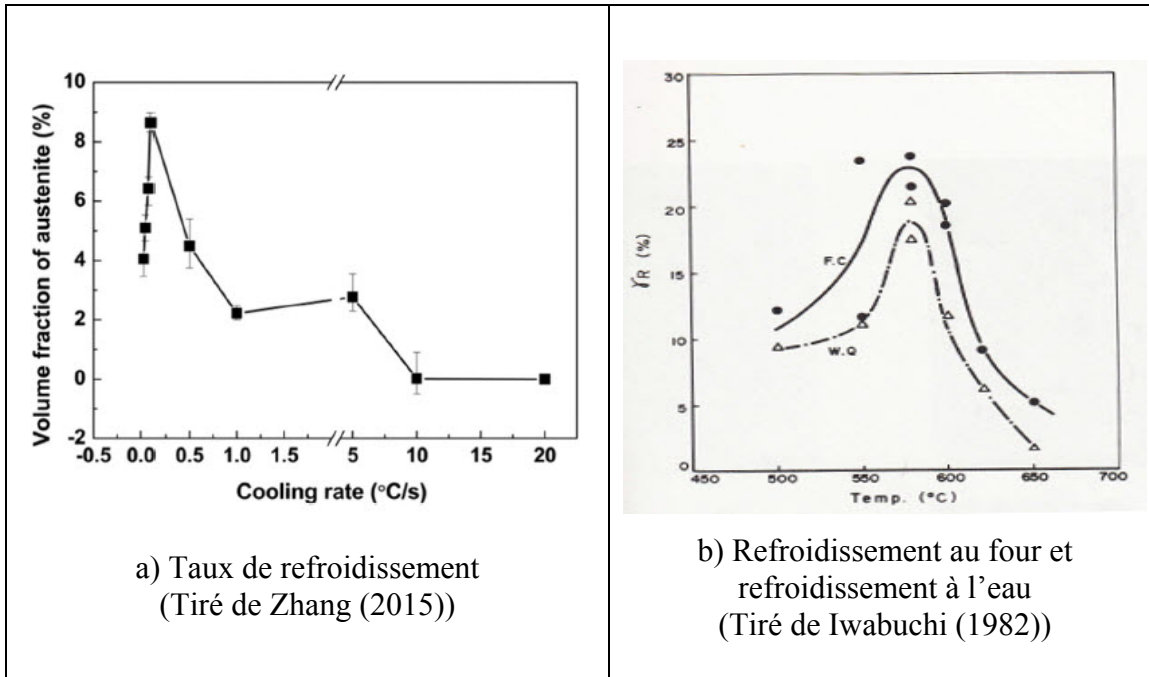 10
8
6
4
2
0
-2
Volume fraction of austenite (%)
-0.5 0.0 0.5 1.0 1.5 5 10 20
Cooling rate (°C/s)
a) Taux de refroidissement
(Tiré de Zhang (2015))
30
25
20
15
10
5
0
γR (%)
F.C
W.Q
450 500 550 600 650 700
Temp. (°C)
b) Refroidissement au four et
refroidissement à l’eau
(Tiré de Iwabuchi (1982))